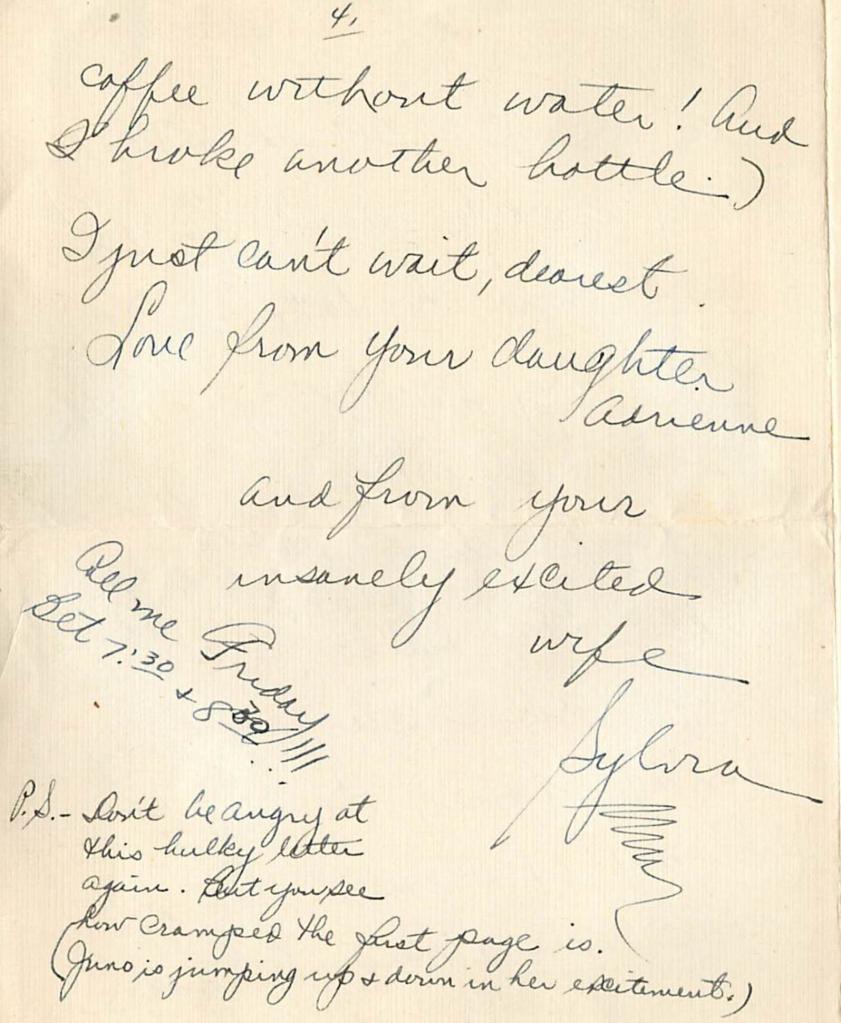 4.
coffee without water! And
I broke another bottle.)
I just can't wait, dearest.
Love from your daughter
Adrienne
and from your
insanely excited
wife
Sylvia
Call me Friday!!!
Bet 7:30 + 8:30
P.S.- Don't be angry at
this bulky letter
again. But you see
how cramped the first page is.
(Juno is jumping up & down in her excitement.)